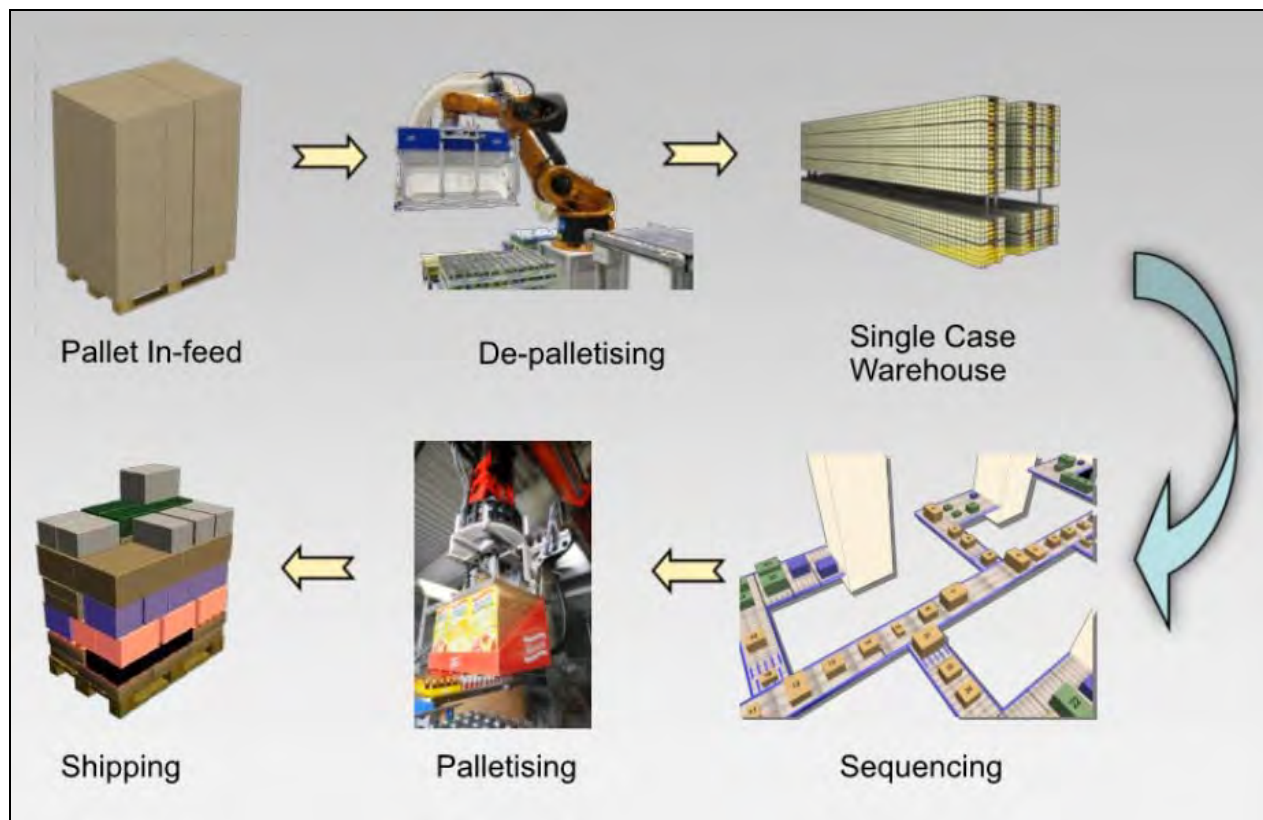 Pallet In-feed
De-palletising
Single Case
Warehouse
Sequencing
Palletising
Shipping